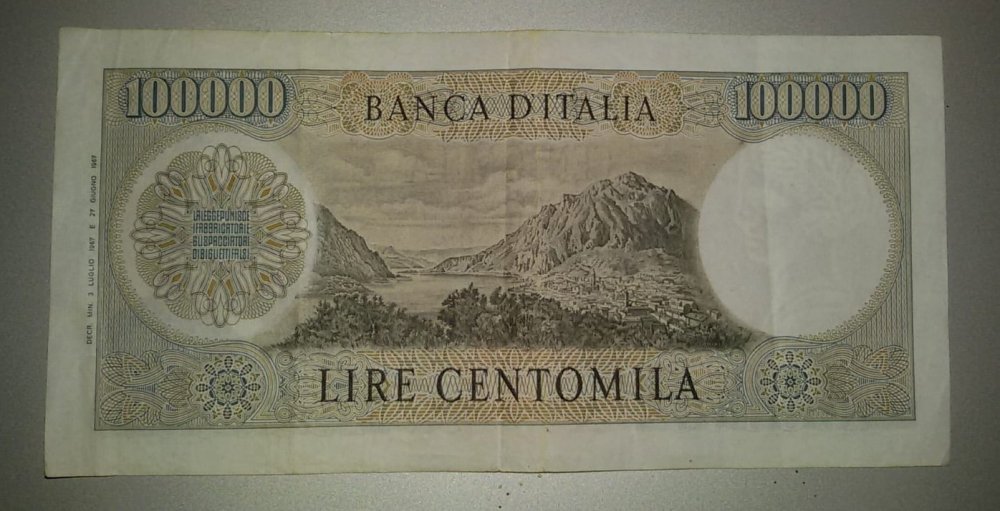 100000
BANCA D'ITALIA
100000
LA LEGGE PUNISCE
I FABBRICATORI E
GLI SPACCIATORI
DI BIGLIETTI FALSI
DECR. MIN. 3 LUGLIO 1967 E 27 GIUGNO 1967
LIRE CENTOMILA